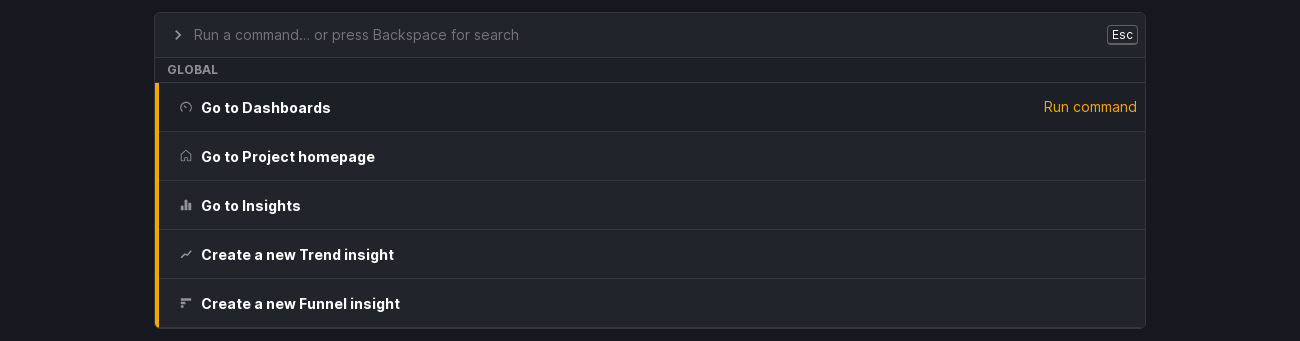 Run a command... or press Backspace for search
Esc
GLOBAL
Go to Dashboards
Run command
Go to Project homepage
Go to Insights
Create a new Trend insight
Create a new Funnel insight